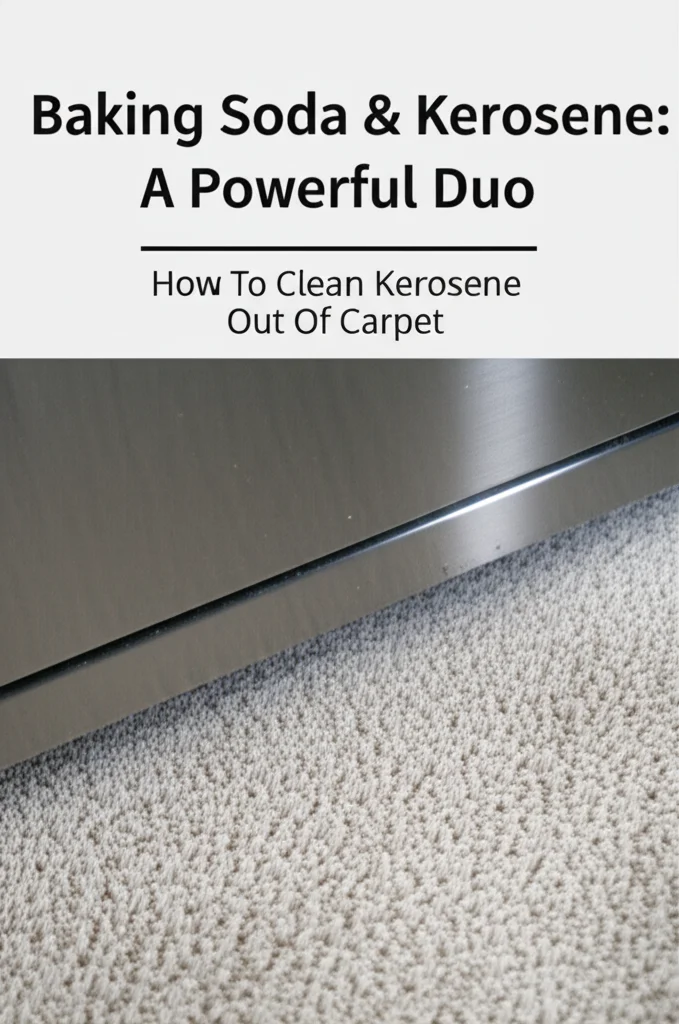 Baking Soda & Kerosene:
A Powerful Duo
How To Clean Kerosene
Out Of Carpet